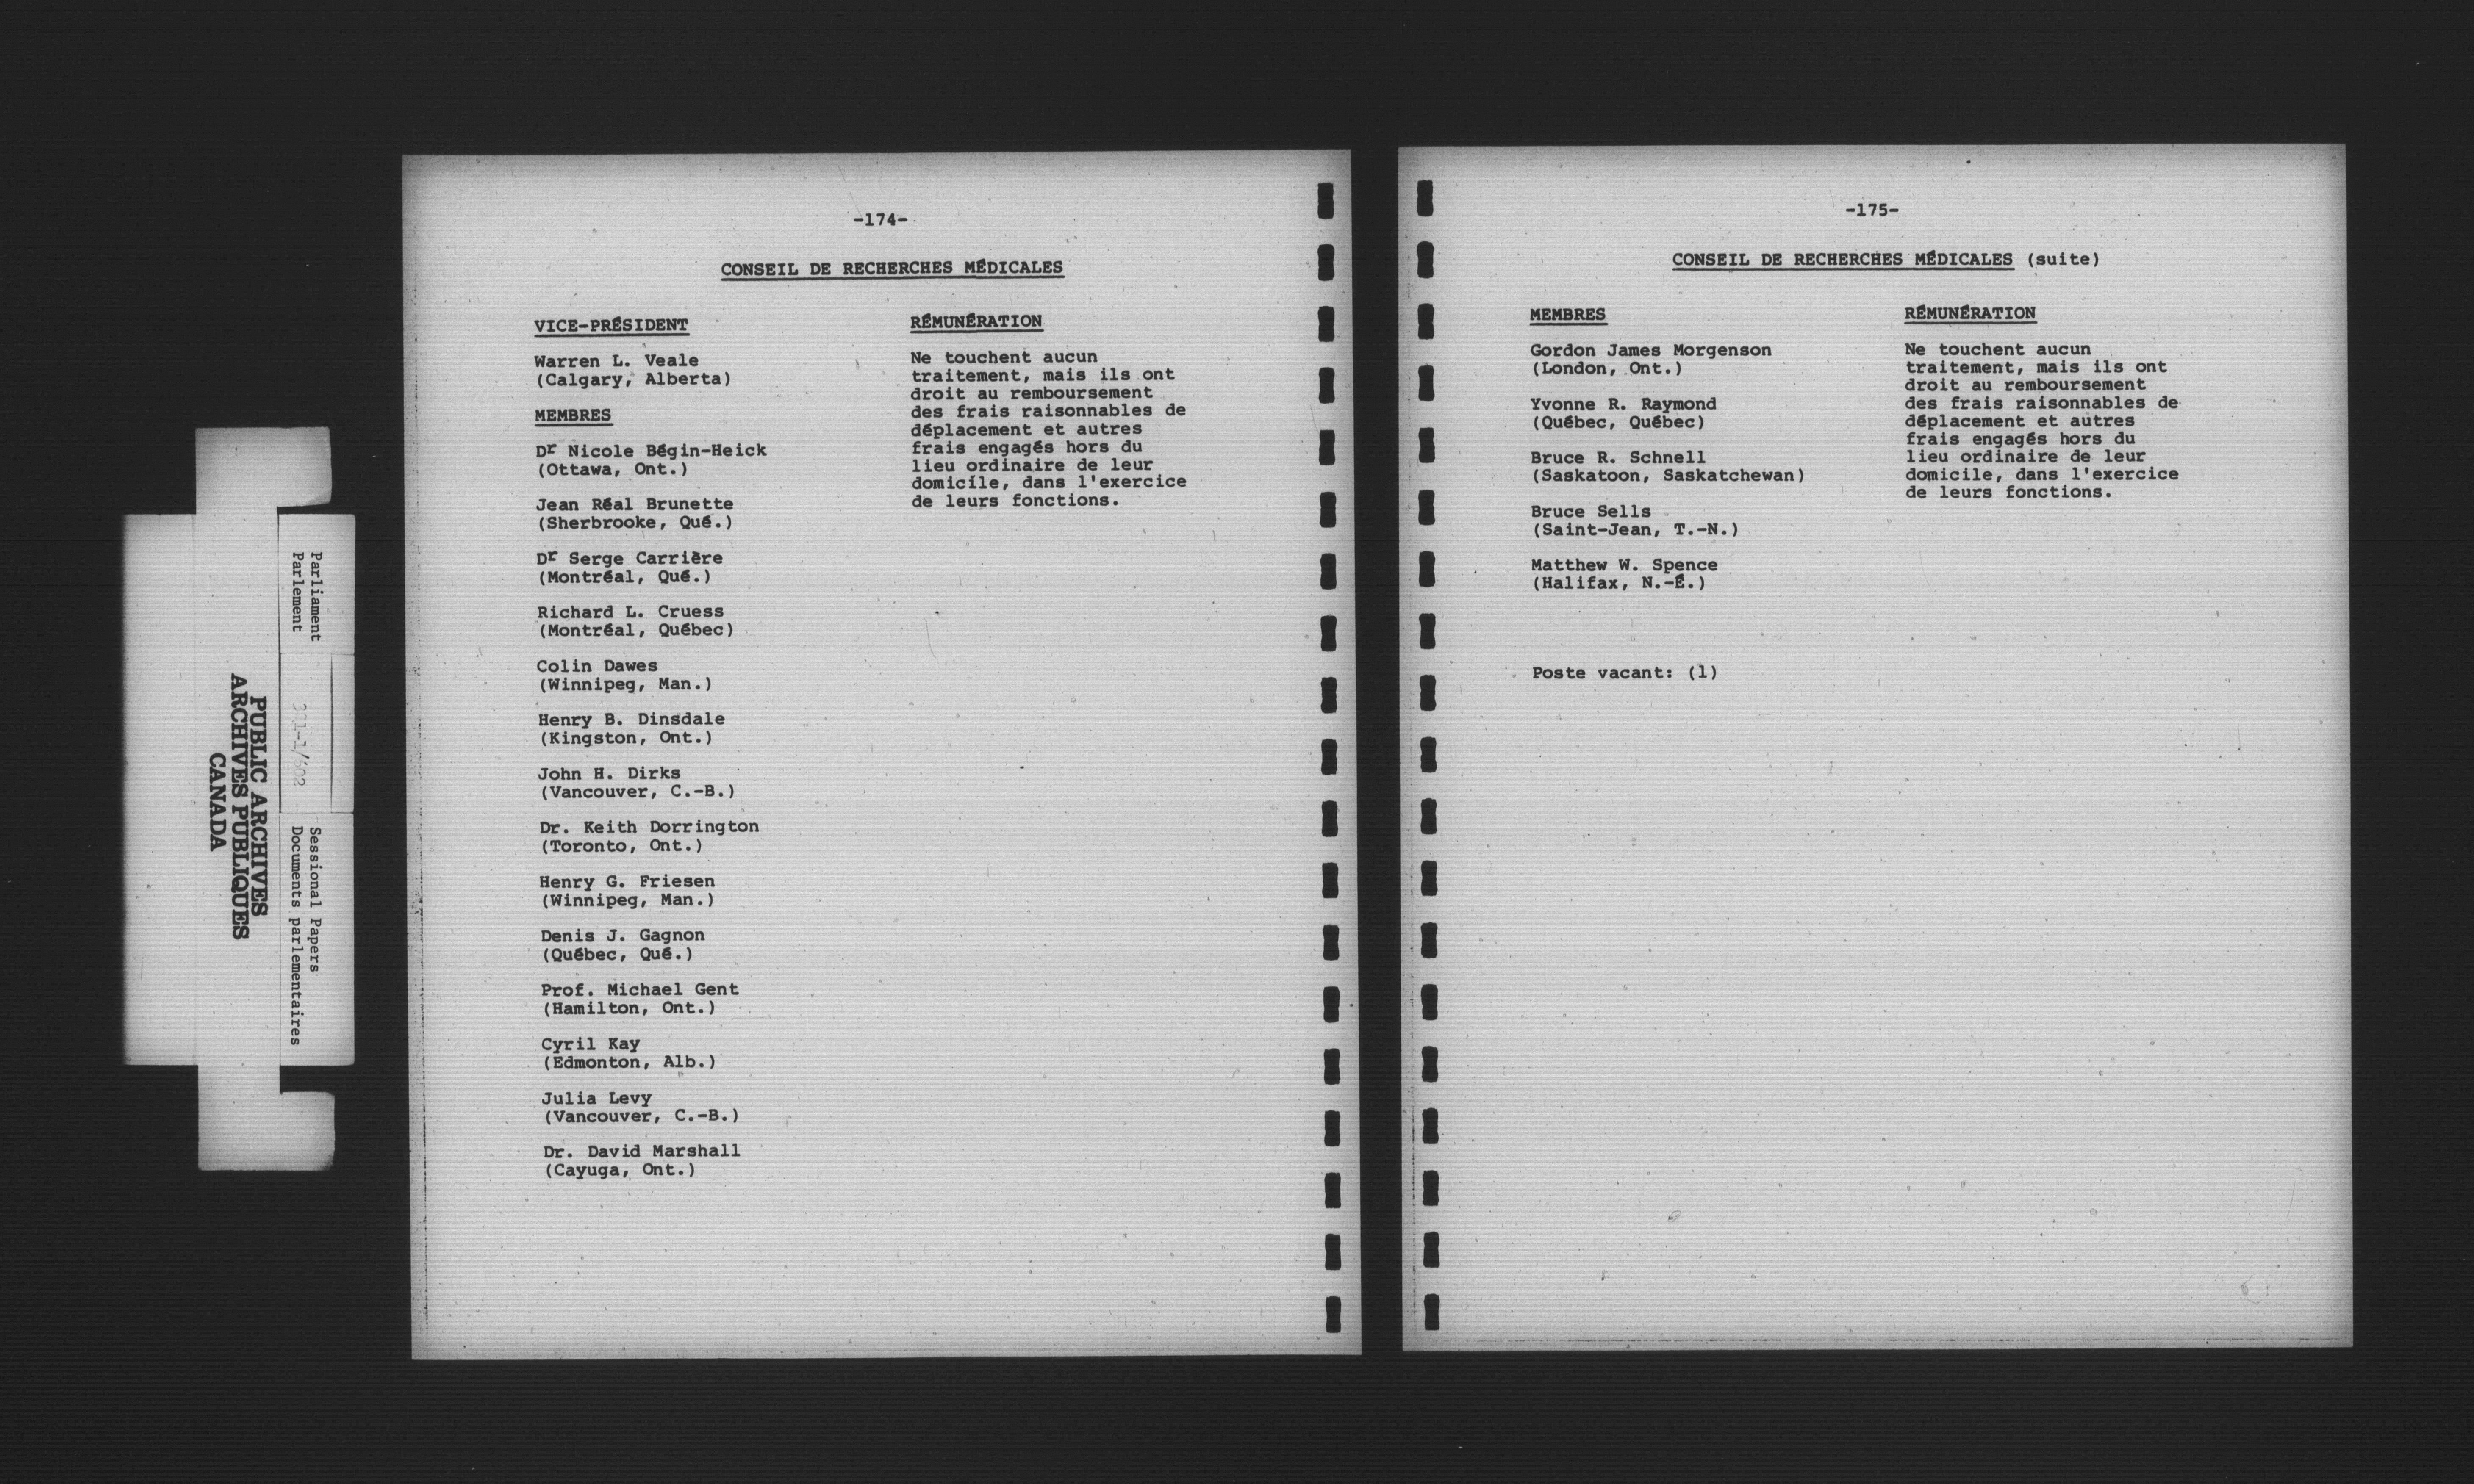 Parliament
Parlement
Sessional Papers
Documents parlementaires
PUBLIC ARCHIVES
ARCHIVES PUBLIQUES
CANADA
-174-
CONSEIL DE RECHERCHES MÉDICALES
VICE-PRÉSIDENT
Warren L. Veale
(Calgary, Alberta)
MEMBRES
Dr Nicole Bégin-Heick
(Ottawa, Ont.)
Jean Réal Brunette
(Sherbrooke, Qué.)
Dr Serge Carrière
(Montréal, Qué.)
Richard L. Cruess
(Montréal, Québec)
Colin Dawes
(Winnipeg, Man.)
Henry B. Dinsdale
(Kingston, Ont.)
John H. Dirks
(Vancouver, C.-B.)
Dr. Keith Dorrington
(Toronto, Ont.)
Henry G. Friesen
(Winnipeg, Man.)
Denis J. Gagnon
(Québec, Qué.)
Prof. Michael Gent
(Hamilton, Ont.)
Cyril Kay
(Edmonton, Alb.)
Julia Levy
(Vancouver, C.-B.)
Dr. David Marshall
(Cayuga, Ont.)
RÉMUNÉRATION
Ne touchent aucun
traitement, mais ils ont
droit au remboursement
des frais raisonnables de
déplacement et autres
frais engagés hors du
lieu ordinaire de leur
domicile, dans l'exercice
de leurs fonctions.
-175-
CONSEIL DE RECHERCHES MÉDICALES (suite)
MEMBRES
Gordon James Morgenson
(London, Ont.)
Yvonne R. Raymond
(Québec, Québec)
Bruce R. Schnell
(Saskatoon, Saskatchewan)
Bruce Sells
(Saint-Jean, T.-N.)
Matthew W. Spence
(Halifax, N.-É.)
Poste vacant: (1)
RÉMUNÉRATION
Ne touchent aucun
traitement, mais ils ont
droit au remboursement
des frais raisonnables de
déplacement et autres
frais engagés hors du
lieu ordinaire de leur
domicile, dans l'exercice
de leurs fonctions.